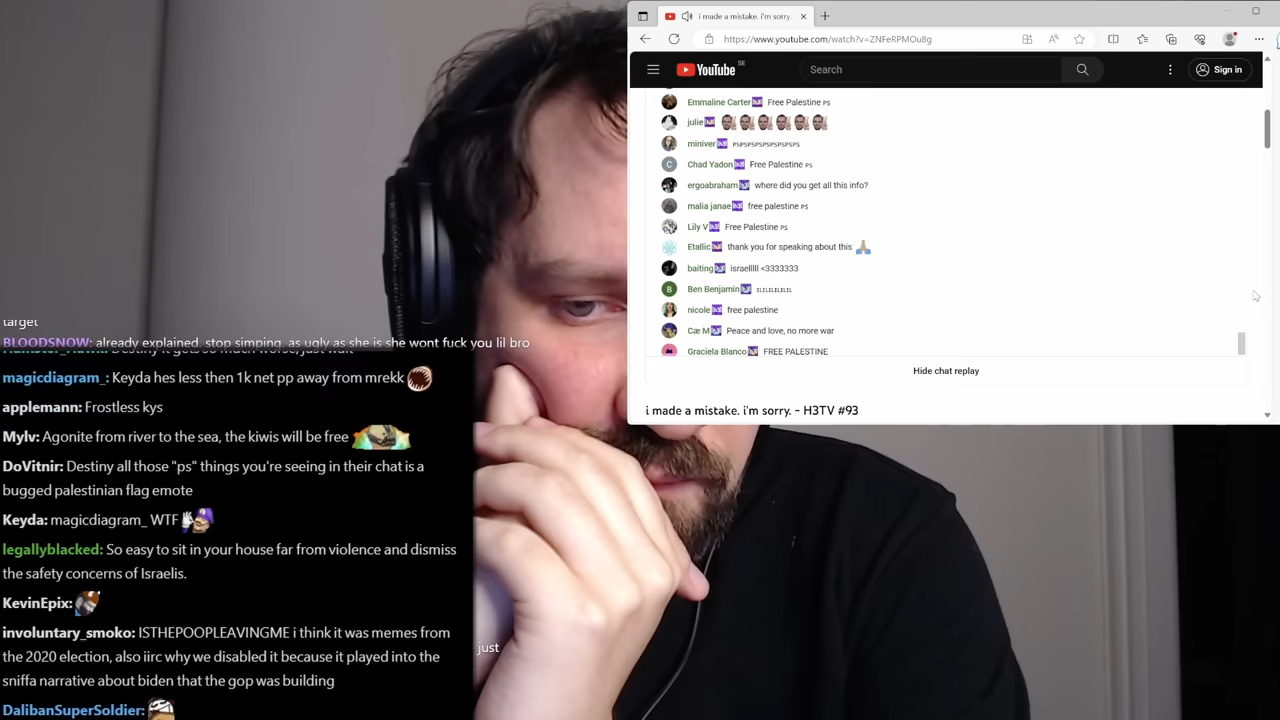 i made a mistake. i'm sorry.
https://www.youtube.com/watch?v=ZNFeRPMOu8g
YouTube SE
Search
Sign in
Emmaline Carter Free Palestine PS
julie
miniver PSPSPSPSPSPSPSPSPS
Chad Yadon Free Palestine PS
ergoabraham where did you get all this info?
malia janae free palestine PS
Lily V Free Palestine PS
Etallic thank you for speaking about this
baiting israelllll <3333333
Ben Benjamin
nicole free palestine
Cæ M Peace and love, no more war
Graciela Blanco FREE PALESTINE
Hide chat replay
i made a mistake. i'm sorry. - H3TV #93
target
BLOODSNOW: already explained, stop simping, as ugly as she is she wont fuck you lil bro
magicdiagram_: Keyda hes less then 1k net pp away from mrekk
applemann: Frostless kys
Mylv: Agonite from river to the sea, the kiwis will be free
DoVitnir: Destiny all those "ps" things you're seeing in their chat is a
bugged palestinian flag emote
Keyda: magicdiagram_ WTF
legallyblacked: So easy to sit in your house far from violence and dismiss
the safety concerns of Israelis.
KevinEpix:
involuntary_smoko: ISTHEPOOPLEAVINGME i think it was memes from
the 2020 election, also iirc why we disabled it because it played into the
sniffa narrative about biden that the gop was building
DalibanSuperSoldier:
just